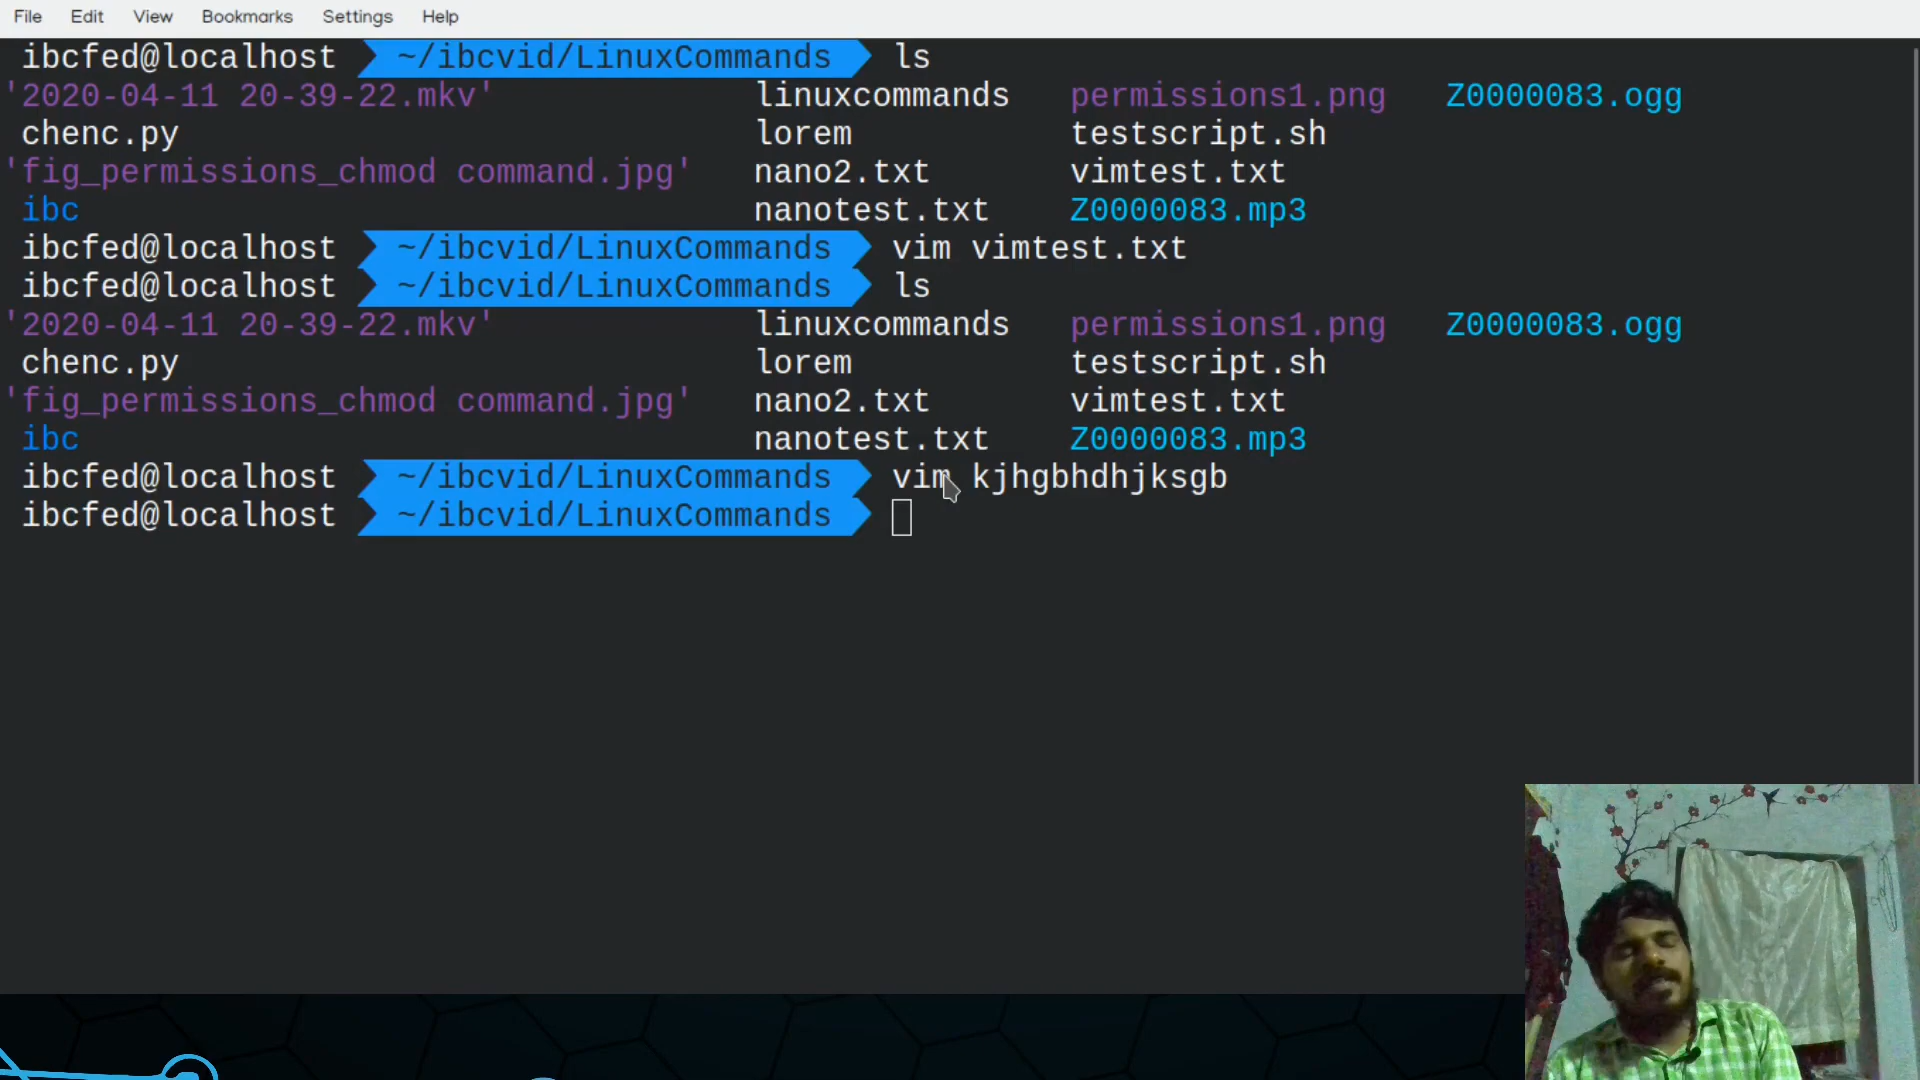 File Edit View Bookmarks Settings Help
ibcfed@localhost ~/ibcvid/LinuxCommands ls
'2020-04-11 20-39-22.mkv' linuxcommands permissions1.png Z0000083.ogg
chenc.py lorem testscript.sh
'fig_permissions_chmod command.jpg' nano2.txt vimtest.txt
ibc nanotest.txt Z0000083.mp3
ibcfed@localhost ~/ibcvid/LinuxCommands vim vimtest.txt
ibcfed@localhost ~/ibcvid/LinuxCommands ls
'2020-04-11 20-39-22.mkv' linuxcommands permissions1.png Z0000083.ogg
chenc.py lorem testscript.sh
'fig_permissions_chmod command.jpg' nano2.txt vimtest.txt
ibc nanotest.txt Z0000083.mp3
ibcfed@localhost ~/ibcvid/LinuxCommands vim kjhgbhdhjksgb
ibcfed@localhost ~/ibcvid/LinuxCommands